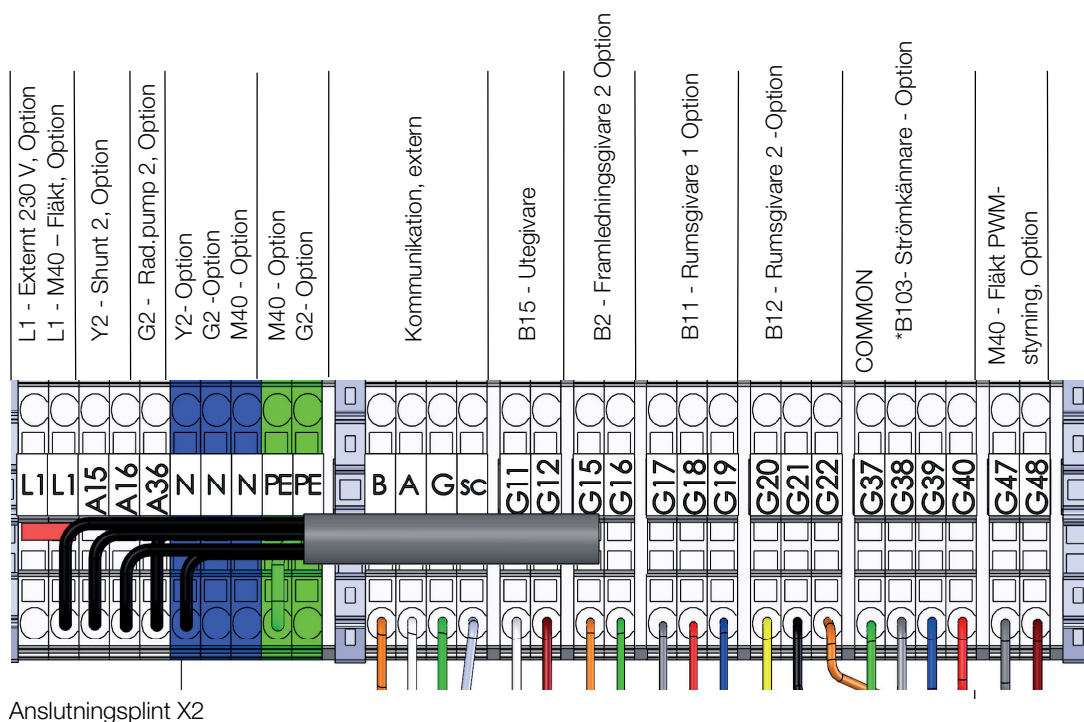 L1 - Externt 230 V, Option
L1 - M40 – Fläkt, Option
Y2 - Shunt 2, Option
G2 - Rad.pump 2, Option
Y2- Option
G2 -Option
M40 - Option
M40 - Option
G2- Option
Kommunikation, extern
B15 - Utegivare
B2 - Framledningsgivare 2 Option
B11 - Rumsgivare 1 Option
B12 - Rumsgivare 2 -Option
COMMON
*B103- Strömkännare - Option
M40 - Fläkt PWM-
styrning, Option
L1 L1 A15 A16 A36 N N N PE PE B A G SC G11 G12 G15 G16 G17 G18 G19 G20 G21 G22 G37 G38 G39 G40 G47 G48
Anslutningsplint X2